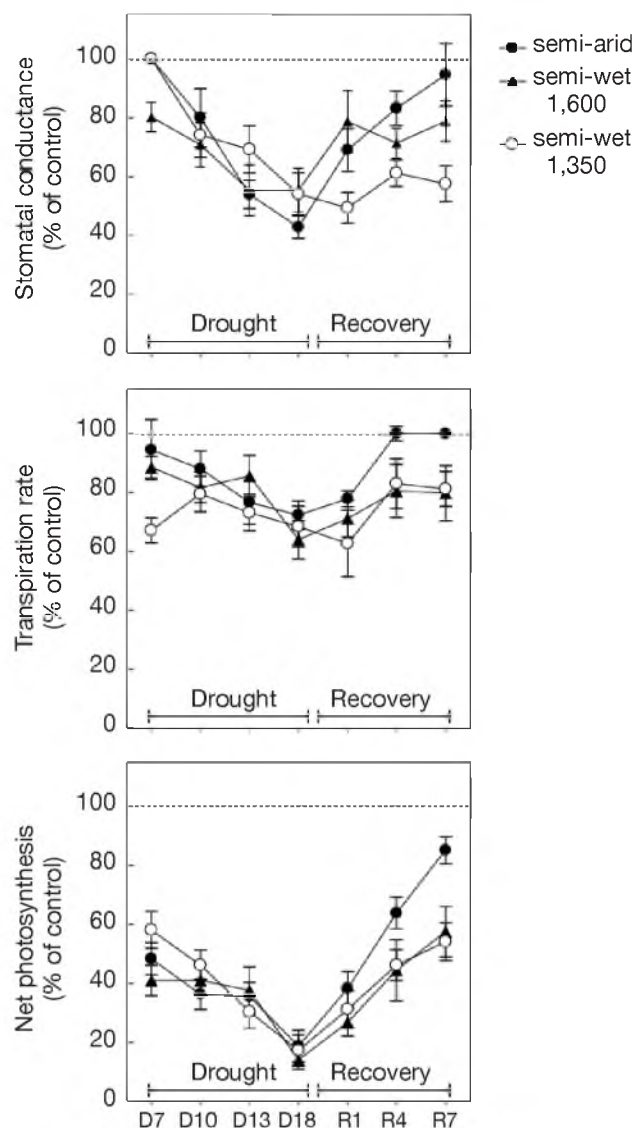 Stomatal conductance
(% of control)
100
80
60
40
20
0
Drought
Recovery
semi-arid
semi-wet
1,600
semi-wet
1,350
Transpiration rate
(% of control)
100
80
60
40
20
0
Drought
Recovery
Net photosynthesis
(% of control)
100
80
60
40
20
0
Drought
Recovery
D7 D10 D13 D18 R1 R4 R7